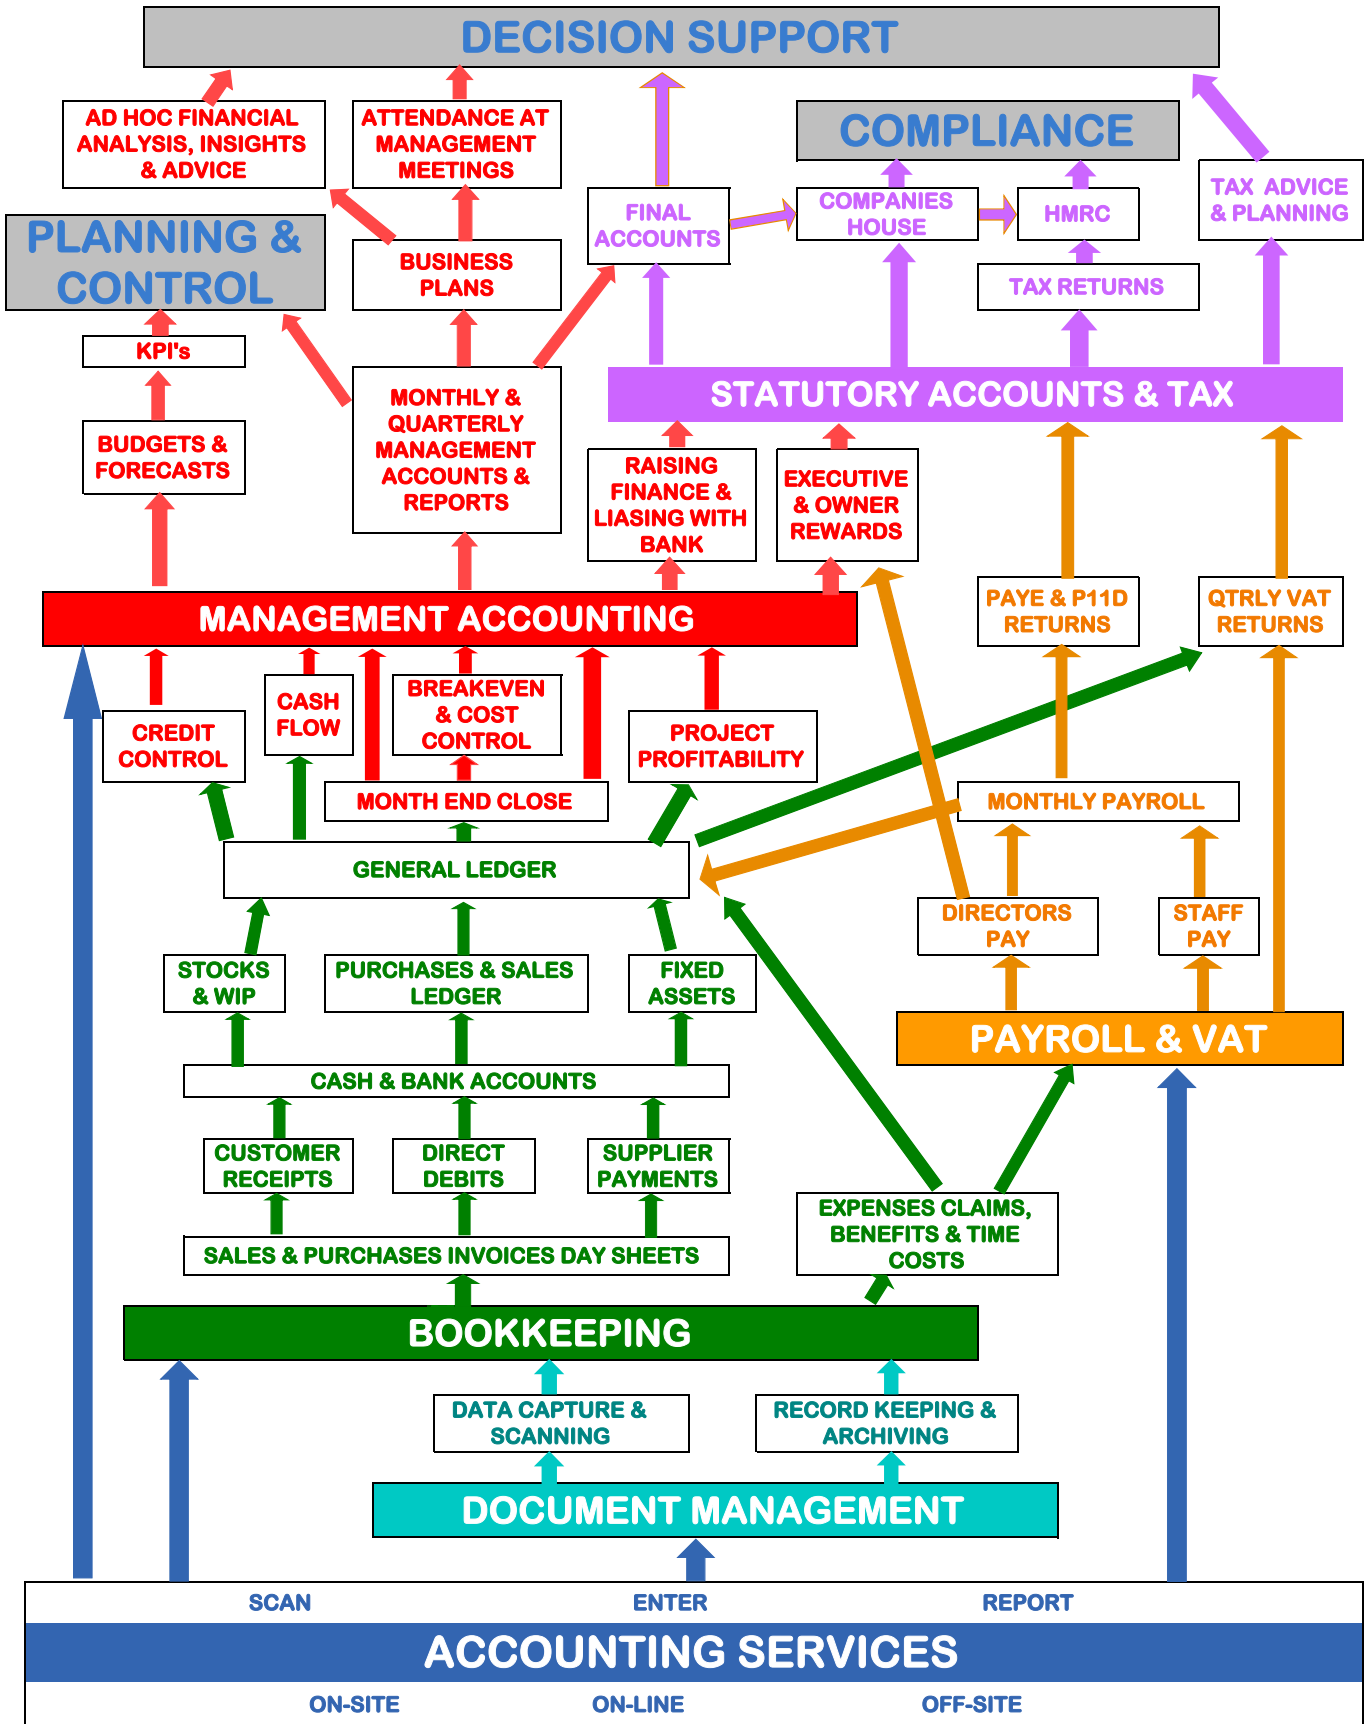 DECISION SUPPORT
AD HOC FINANCIAL
ANALYSIS, INSIGHTS
& ADVICE
ATTENDANCE AT
MANAGEMENT
MEETINGS
COMPLIANCE
TAX ADVICE
& PLANNING
FINAL
ACCOUNTS
COMPANIES
HOUSE
HMRC
PLANNING &
CONTROL
BUSINESS
PLANS
TAX RETURNS
KPI's
MONTHLY &
QUARTERLY
MANAGEMENT
ACCOUNTS &
REPORTS
STATUTORY ACCOUNTS & TAX
BUDGETS &
FORECASTS
RAISING
FINANCE &
LIASING WITH
BANK
EXECUTIVE
& OWNER
REWARDS
PAYE & P11D
RETURNS
QTRLY VAT
RETURNS
MANAGEMENT ACCOUNTING
CREDIT
CONTROL
CASH
FLOW
BREAKEVEN
& COST
CONTROL
PROJECT
PROFITABILITY
MONTH END CLOSE
MONTHLY PAYROLL
GENERAL LEDGER
DIRECTORS
PAY
STAFF
PAY
STOCKS
& WIP
PURCHASES & SALES
LEDGER
FIXED
ASSETS
PAYROLL & VAT
CASH & BANK ACCOUNTS
CUSTOMER
RECEIPTS
DIRECT
DEBITS
SUPPLIER
PAYMENTS
EXPENSES CLAIMS,
BENEFITS & TIME
COSTS
SALES & PURCHASES INVOICES DAY SHEETS
BOOKKEEPING
DATA CAPTURE &
SCANNING
RECORD KEEPING &
ARCHIVING
DOCUMENT MANAGEMENT
SCAN ENTER REPORT
ACCOUNTING SERVICES
ON-SITE ON-LINE OFF-SITE